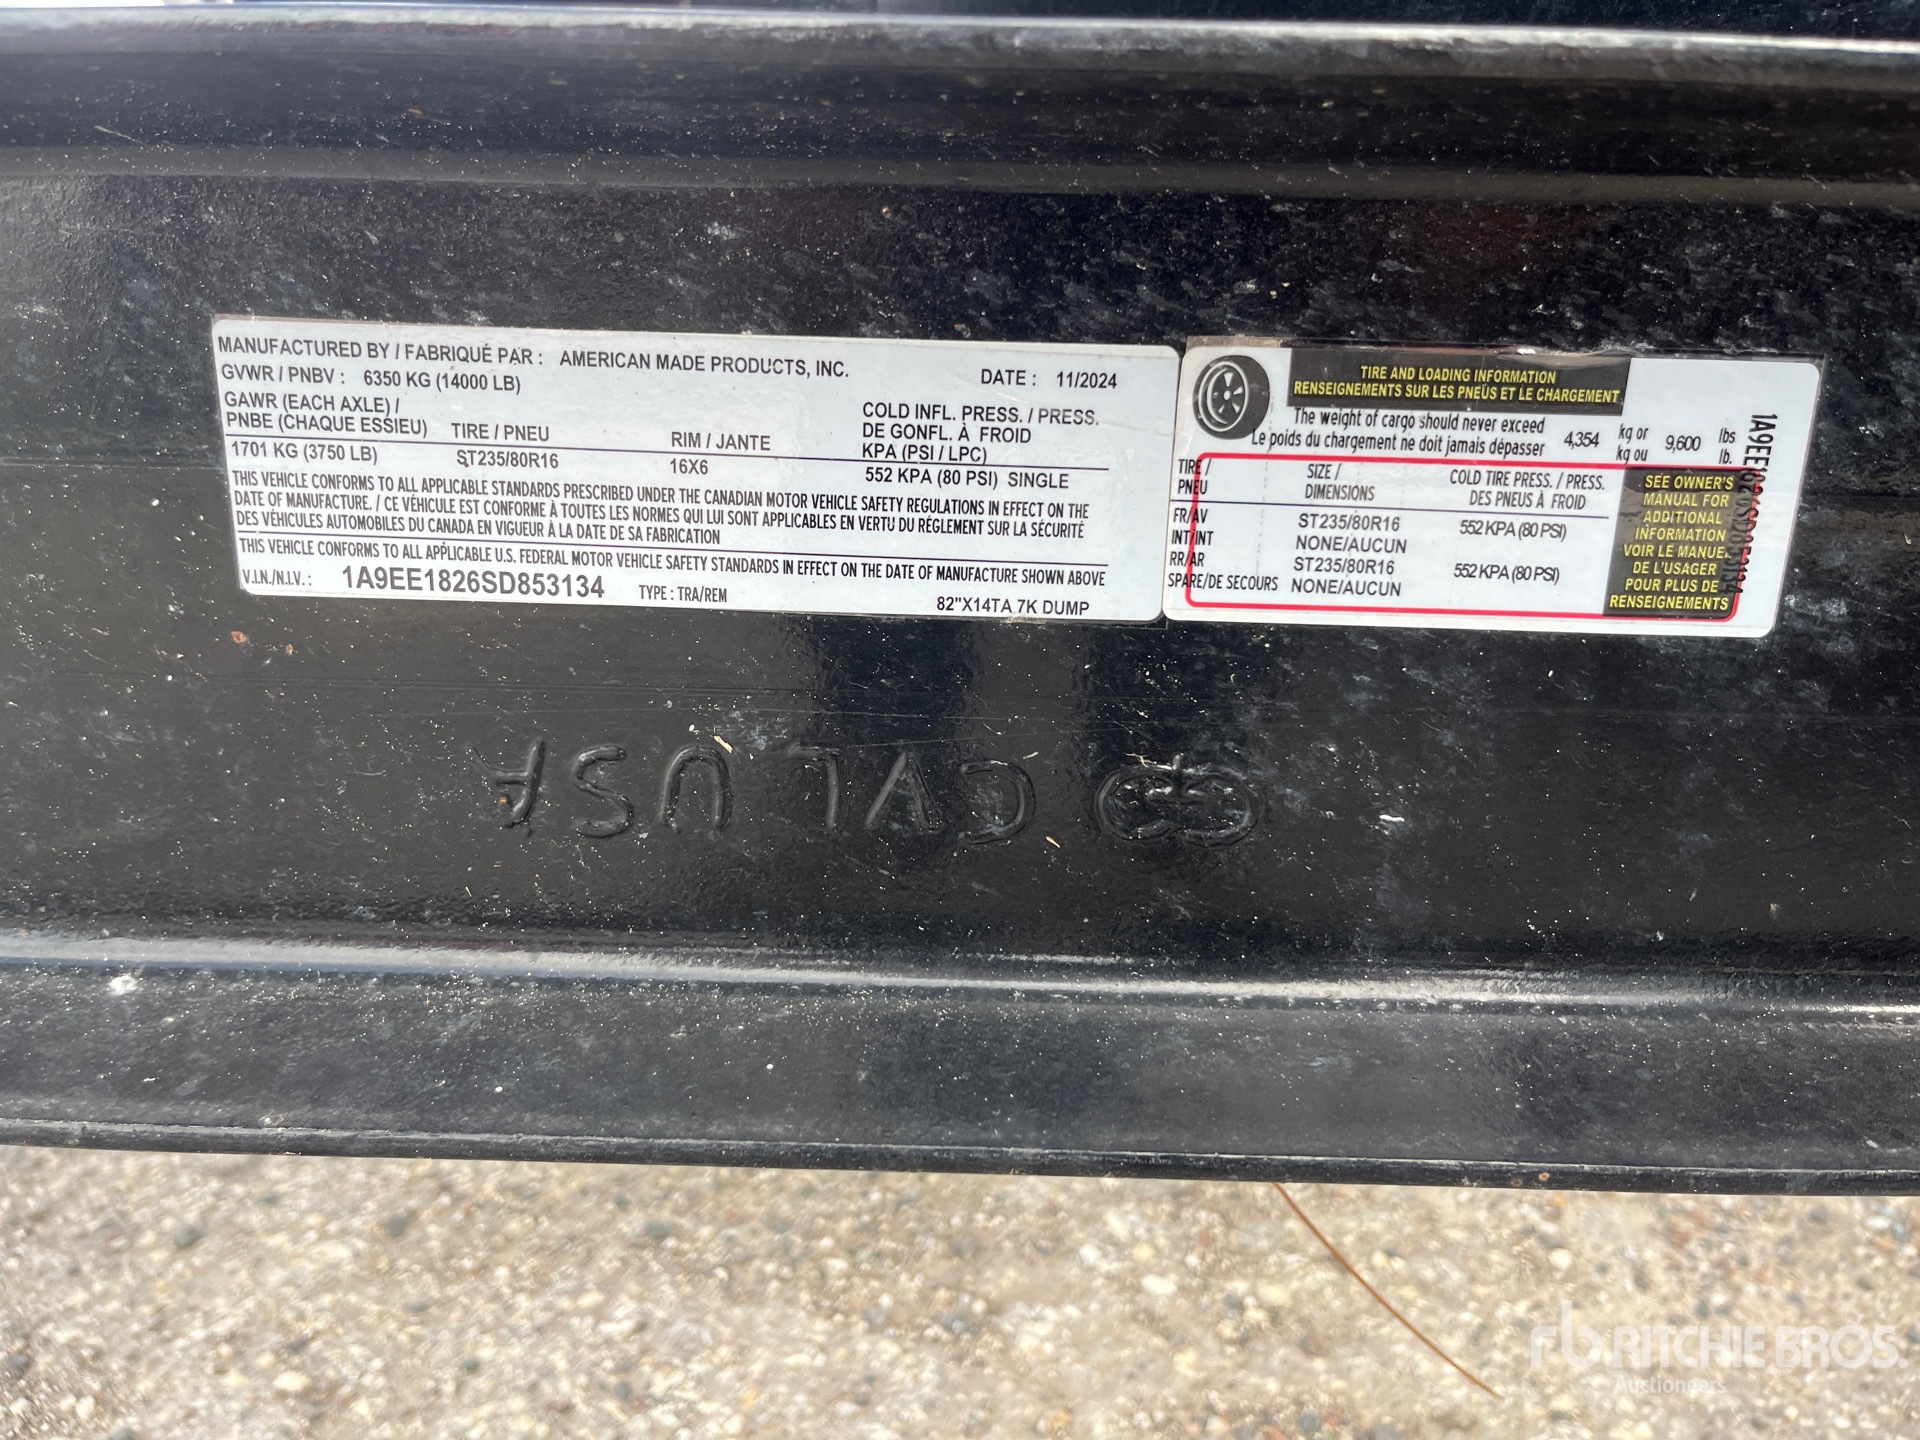 MANUFACTURED BY / FABRIQUÉ PAR : AMERICAN MADE PRODUCTS, INC.
GVWR / PNBV : 6350 KG (14000 LB) DATE : 11/2024
GAWR (EACH AXLE) /
PNBE (CHAQUE ESSIEU) TIRE / PNEU RIM / JANTE
COLD INFL. PRESS. / PRESS.
DE GONFL. À FROID
KPA (PSI / LPC)
1701 KG (3750 LB) ST235/80R16 16X6 552 KPA (80 PSI) SINGLE
THIS VEHICLE CONFORMS TO ALL APPLICABLE STANDARDS PRESCRIBED UNDER THE CANADIAN MOTOR VEHICLE SAFETY REGULATIONS IN EFFECT ON THE
DATE OF MANUFACTURE. / CE VÉHICULE EST CONFORME À TOUTES LES NORMES QUI LUI SONT APPLICABLES EN VERTU DU RÉGLEMENT SUR LA SÉCURITÉ
DES VÉHICULES AUTOMOBILES DU CANADA EN VIGUEUR À LA DATE DE SA FABRICATION
THIS VEHICLE CONFORMS TO ALL APPLICABLE U.S. FEDERAL MOTOR VEHICLE SAFETY STANDARDS IN EFFECT ON THE DATE OF MANUFACTURE SHOWN ABOVE
V.I.N./N.I.V. : 1A9EE1826SD853134 TYPE : TRA/REM
82"X14TA 7K DUMP
TIRE AND LOADING INFORMATION
RENSEIGNEMENTS SUR LES PNEUS ET LE CHARGEMENT
The weight of cargo should never exceed
Le poids du chargement ne doit jamais dépasser
4,354 kg or
kg ou
9,600 lbs
lb.
TIRE /
PNEU
SIZE /
DIMENSIONS
COLD TIRE PRESS. / PRESS.
DES PNEUS À FROID
FR/AV ST235/80R16 552 KPA (80 PSI)
INT/INT NONE/AUCUN
RR/AR ST235/80R16 552 KPA (80 PSI)
SPARE/DE SECOURS NONE/AUCUN
SEE OWNER'S
MANUAL FOR
ADDITIONAL
INFORMATION
VOIR LE MANUEL
DE L'USAGER
POUR PLUS DE
RENSEIGNEMENTS
CVL USA
rb RITCHIE BROS.
Auctioneers